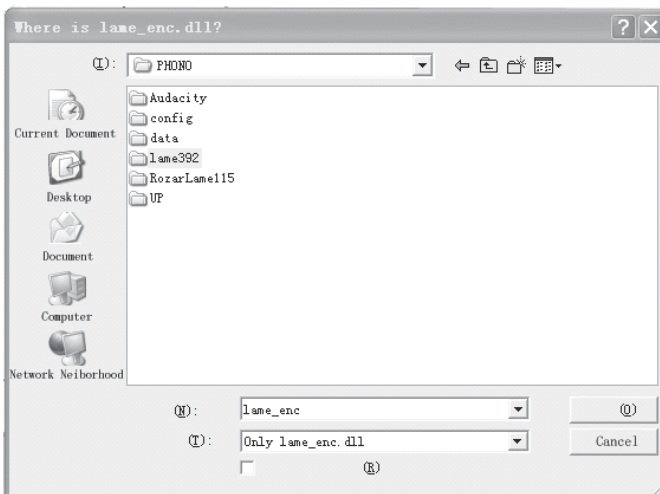 Where is lame_enc.dll?
(I): PHONO
Audacity
config
data
lame392
RozarLame115
UP
Current Document
Desktop
Document
Computer
Network Neiborhood
(N): lame_enc (O)
(T): Only lame_enc.dll Cancel
(R)